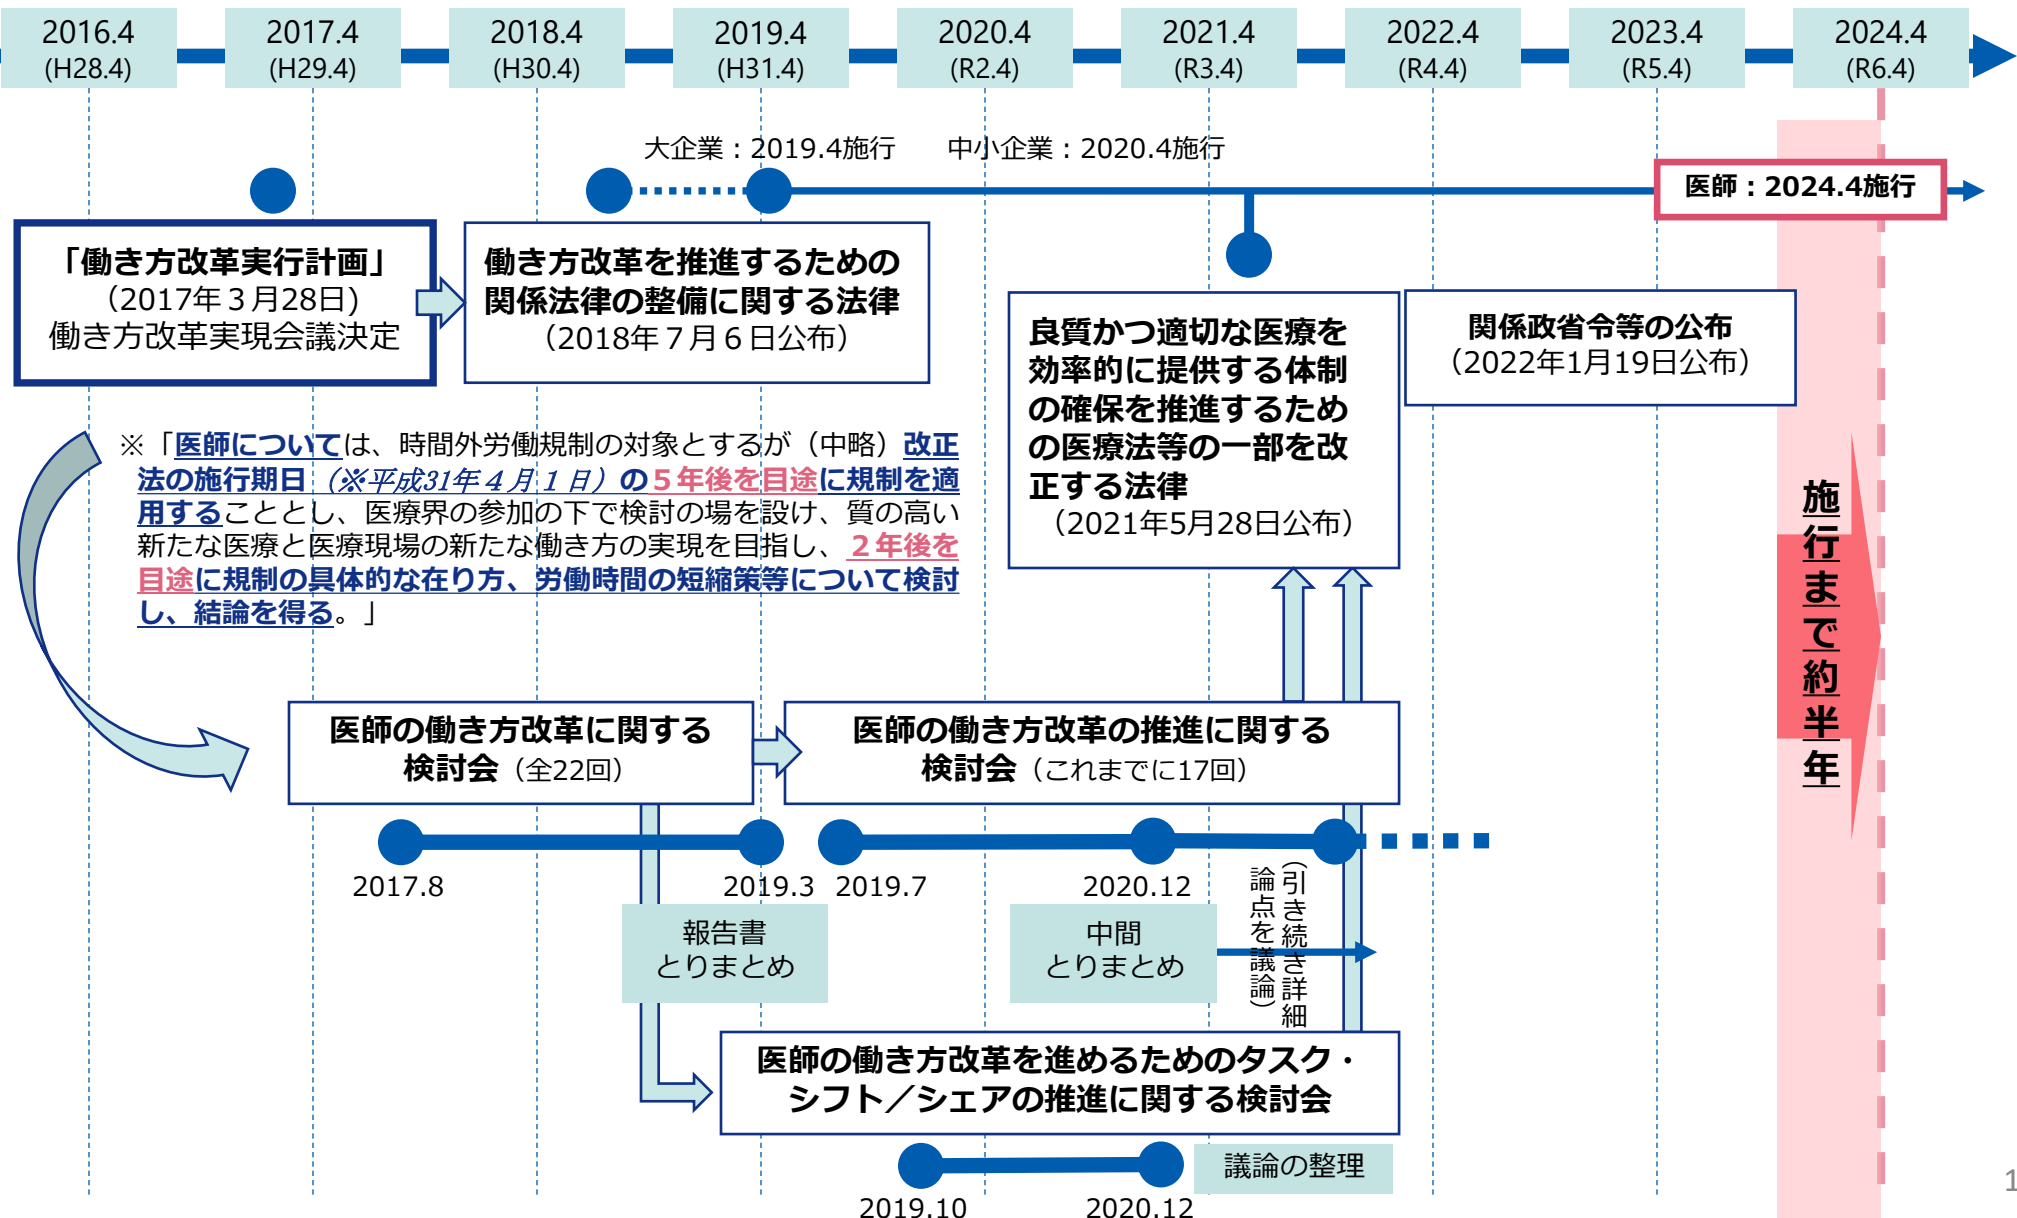 2016.4
(H28.4)
2017.4
(H29.4)
2018.4
(H30.4)
2019.4
(H31.4)
2020.4
(R2.4)
2021.4
(R3.4)
2022.4
(R4.4)
2023.4
(R5.4)
2024.4
(R6.4)
大企業：2019.4施行
中小企業：2020.4施行
医師：2024.4施行
「働き方改革実行計画」
（2017年３月28日)
働き方改革実現会議決定
働き方改革を推進するための
関係法律の整備に関する法律
（2018年７月６日公布）
良質かつ適切な医療を
効率的に提供する体制
の確保を推進するため
の医療法等の一部を改
正する法律
（2021年5月28日公布）
関係政省令等の公布
（2022年1月19日公布）
※「医師については、時間外労働規制の対象とするが（中略）改正
法の施行期日（※平成31年４月１日）の５年後を目途に規制を適
用することとし、医療界の参加の下で検討の場を設け、質の高い
新たな医療と医療現場の新たな働き方の実現を目指し、２年後を
目途に規制の具体的な在り方、労働時間の短縮策等について検討
し、結論を得る。」
施行まで約半年
医師の働き方改革に関する
検討会（全22回）
医師の働き方改革の推進に関する
検討会（これまでに17回）
2017.8
2019.3
2019.7
2020.12
報告書
とりまとめ
中間
とりまとめ
（引き続き詳細
論点を議論）
医師の働き方改革を進めるためのタスク・
シフト／シェアの推進に関する検討会
議論の整理
2019.10
2020.12
1